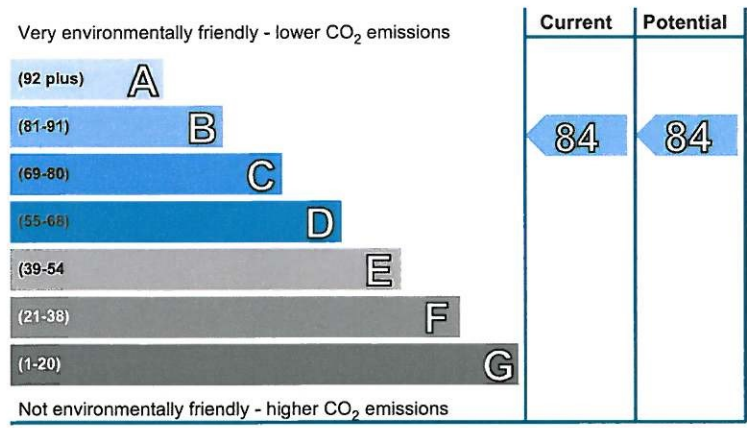 Current Potential
Very environmentally friendly - lower CO₂ emissions
(92 plus) A
(81-91) B 84 84
(69-80) C
(55-68) D
(39-54 E
(21-38) F
(1-20) G
Not environmentally friendly - higher CO₂ emissions